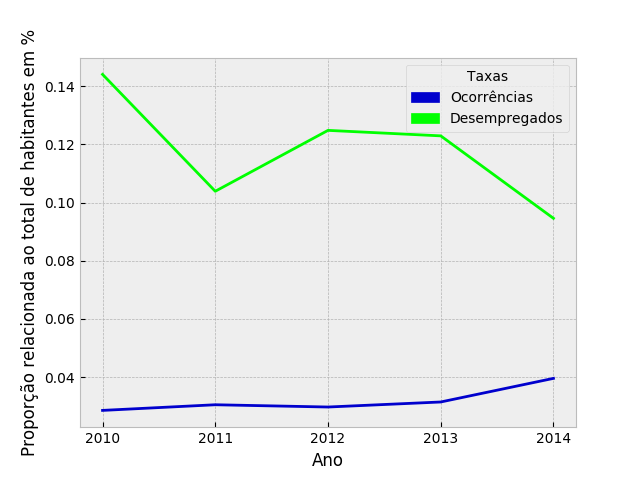 Proporção relacionada ao total de habitantes em %
0.14
0.12
0.10
0.08
0.06
0.04
Taxas
Ocorrências
Desempregados
2010 2011 2012 2013 2014
Ano